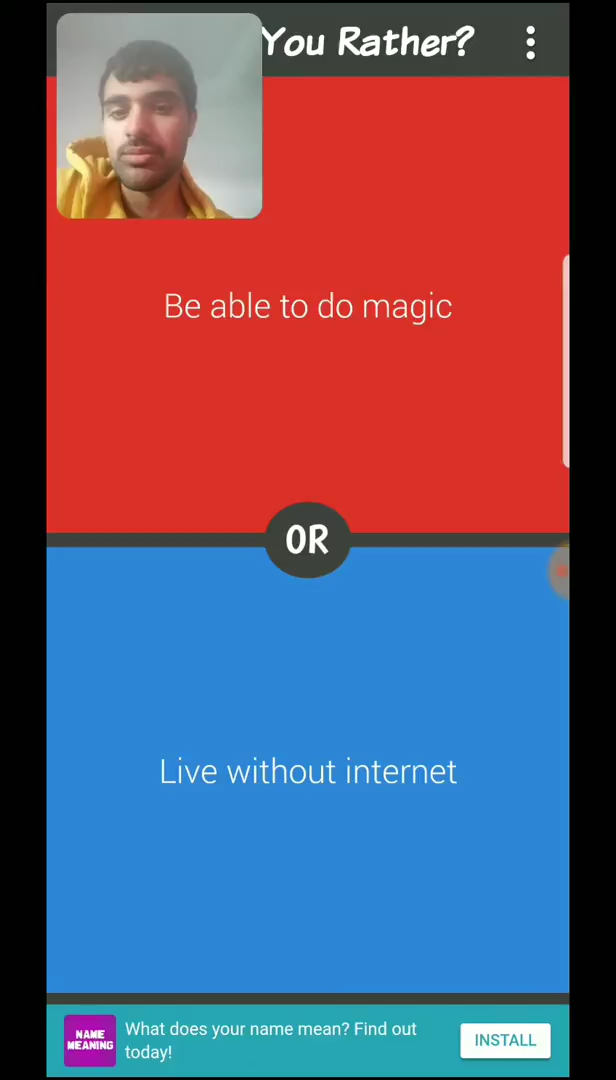 You Rather?
Be able to do magic
OR
Live without internet
NAME
MEANING
What does your name mean? Find out
today!
INSTALL